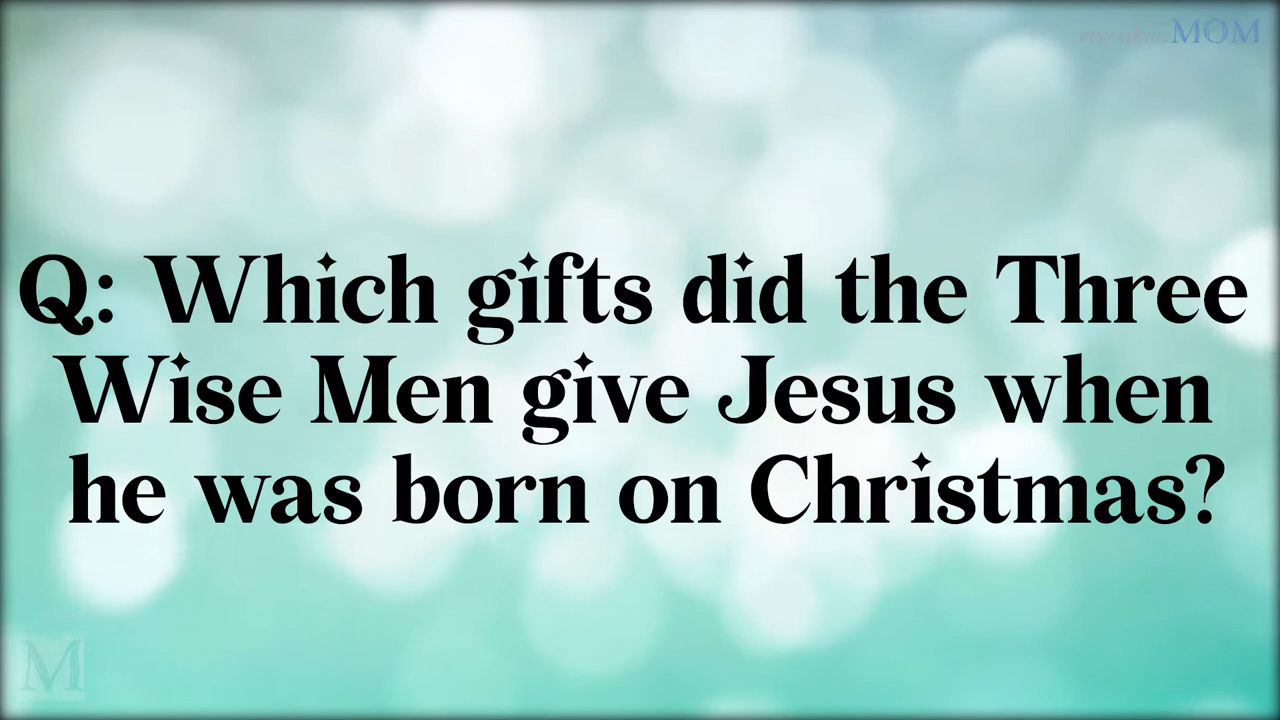 MOM
Q: Which gifts did the Three
Wise Men give Jesus when
he was born on Christmas?
M